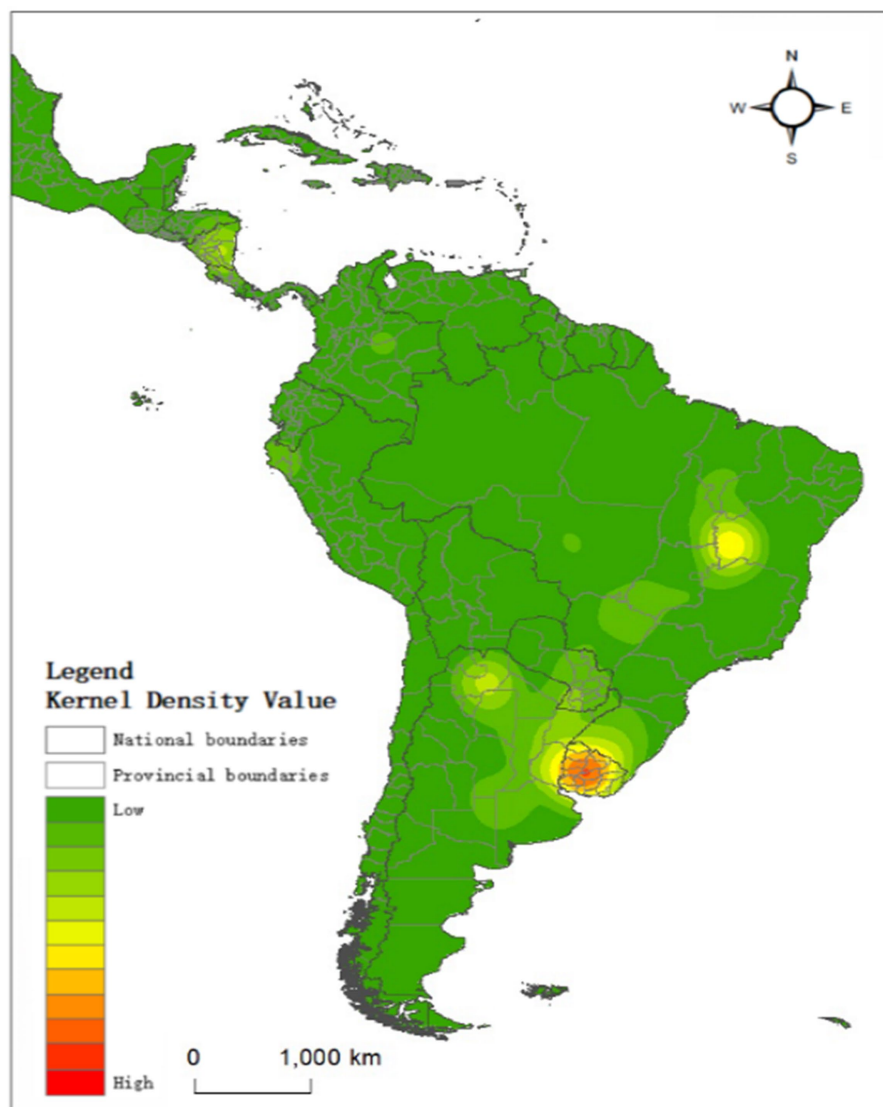 N
W E
S
Legend
Kernel Density Value
National boundaries
Provincial boundaries
Low
High
0 1,000 km